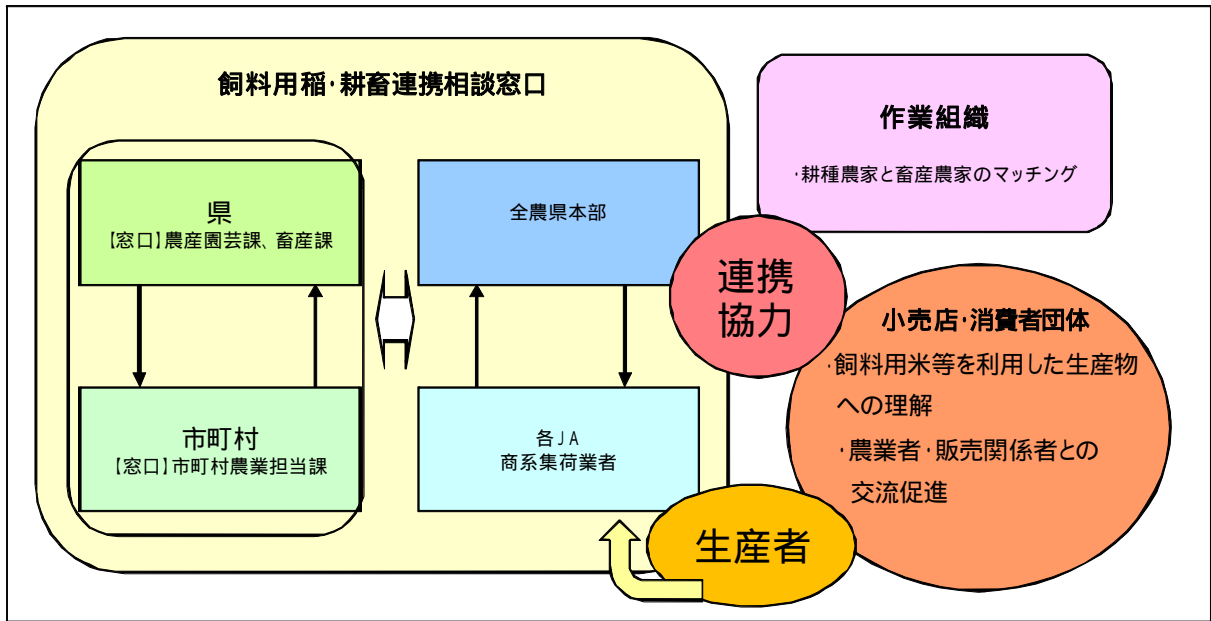 飼料用稲・耕畜連携相談窓口
県
【窓口】農産園芸課、畜産課
市町村
【窓口】市町村農業担当課
全農県本部
各JA
商系集荷業者
作業組織
・耕種農家と畜産農家のマッチング
連携
協力
小売店・消費者団体
・飼料用米等を利用した生産物
への理解
・農業者・販売関係者との
交流促進
生産者